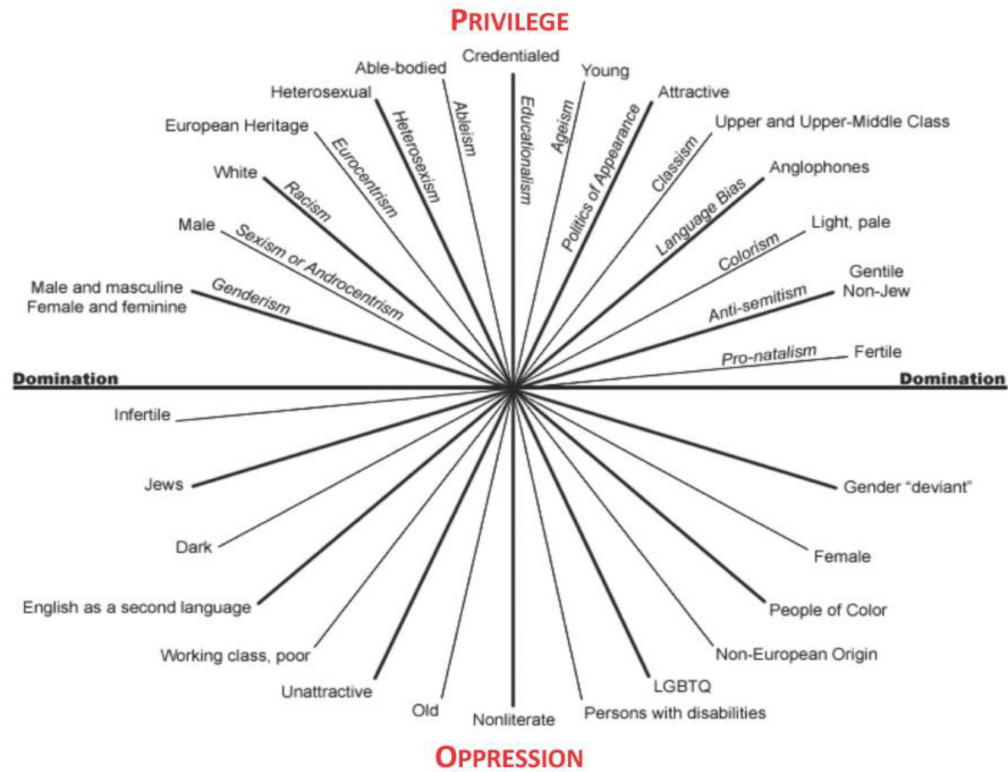 PRIVILEGE
Credentialed
Able-bodied
Young
Heterosexual
Attractive
European Heritage
Upper and Upper-Middle Class
White
Anglophones
Male
Light, pale
Male and masculine
Female and feminine
Gentile
Non-Jew
Fertile
Genderism
Sexism or Androcentrism
Racism
Eurocentrism
Heterosexism
Ableism
Educationalism
Ageism
Politics of Appearance
Classism
Language Bias
Colorism
Anti-semitism
Pro-natalism
Domination
Domination
Infertile
Jews
Gender “deviant”
Dark
Female
English as a second language
People of Color
Working class, poor
Non-European Origin
Unattractive
LGBTQ
Old
Nonliterate
Persons with disabilities
OPPRESSION